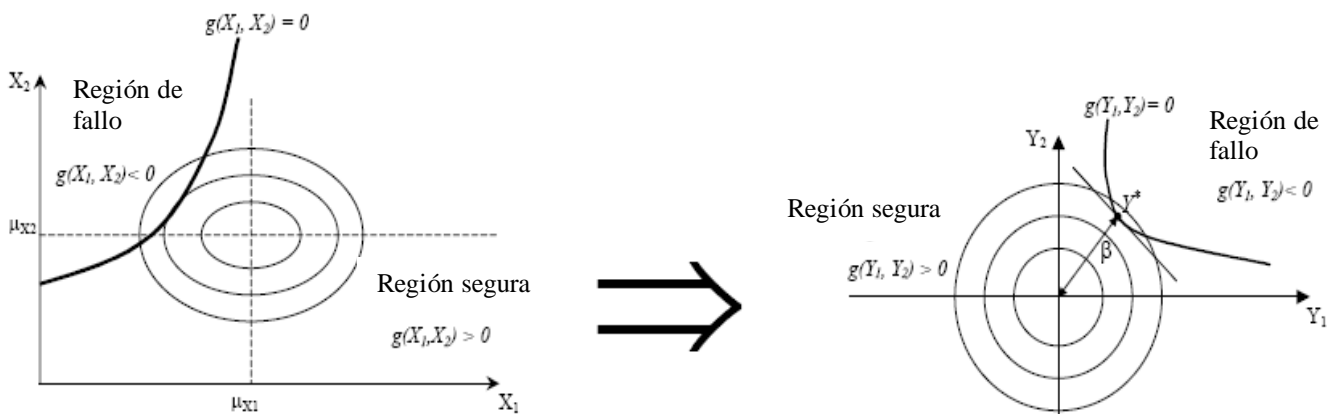 g(X₁, X₂) = 0
X₂
Región de
fallo
g(X₁, X₂) < 0
μX2
Región segura
g(X₁,X₂) > 0
μX1
X₁
g(Y₁,Y₂) = 0
Región de
fallo
Y₂
g(Y₁, Y₂) < 0
Y*
Región segura
β
g(Y₁, Y₂) > 0
Y₁